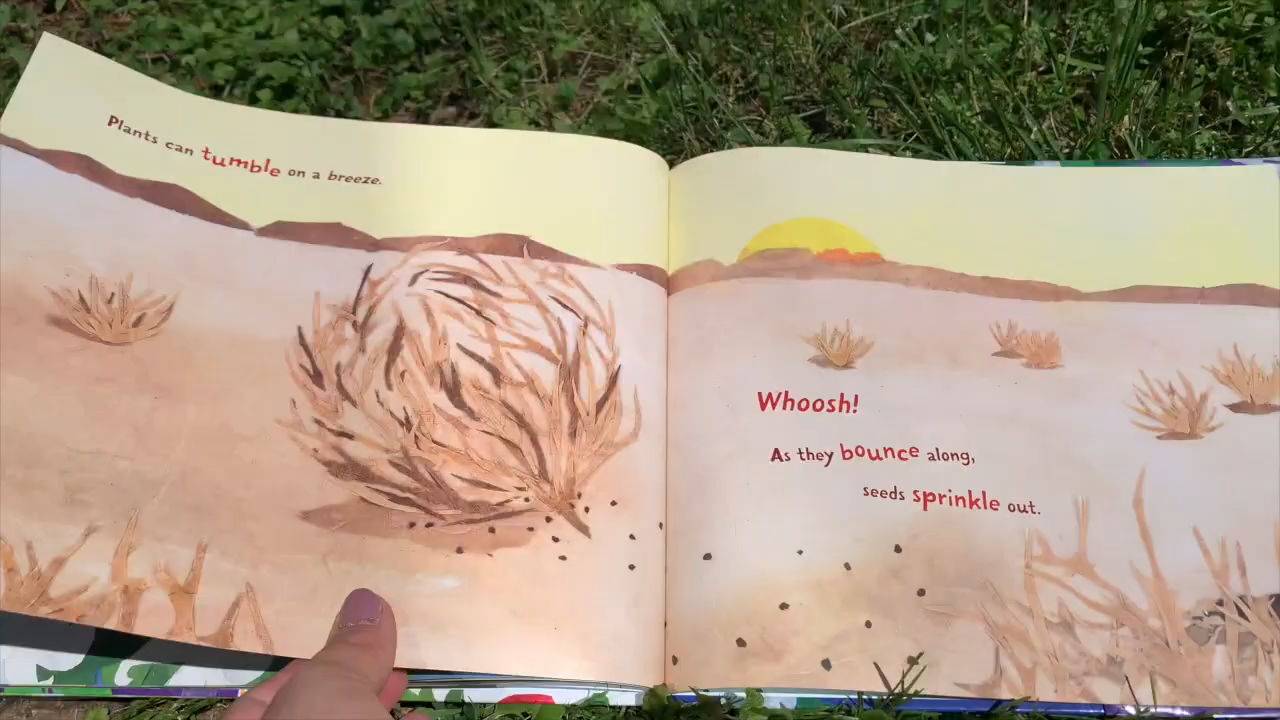 Plants can tumble on a breeze.
Whoosh!
As they bounce along,
seeds sprinkle out.